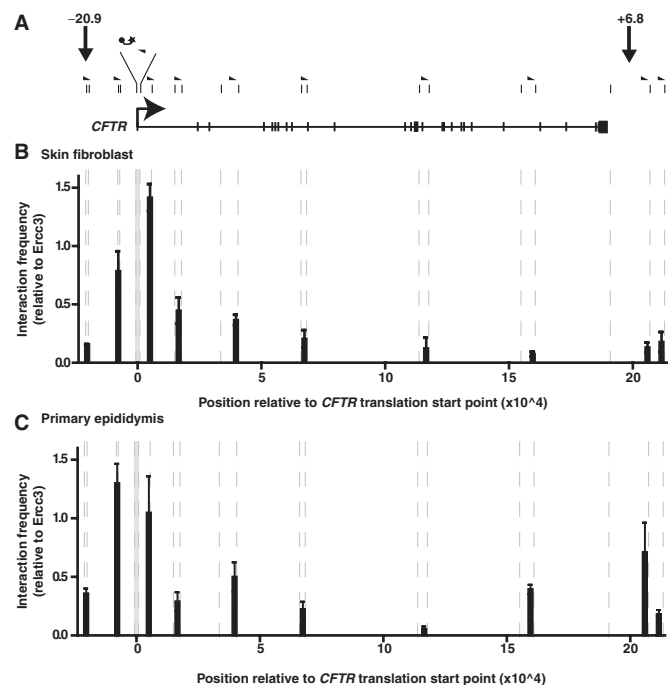 A
−20.9
+6.8
CFTR
B Skin fibroblast
Interaction frequency
(relative to Ercc3)
1.5
1.0
0.5
0.0
0 5 10 15 20
Position relative to CFTR translation start point (x10^4)
C Primary epididymis
Interaction frequency
(relative to Ercc3)
1.5
1.0
0.5
0.0
0 5 10 15 20
Position relative to CFTR translation start point (x10^4)